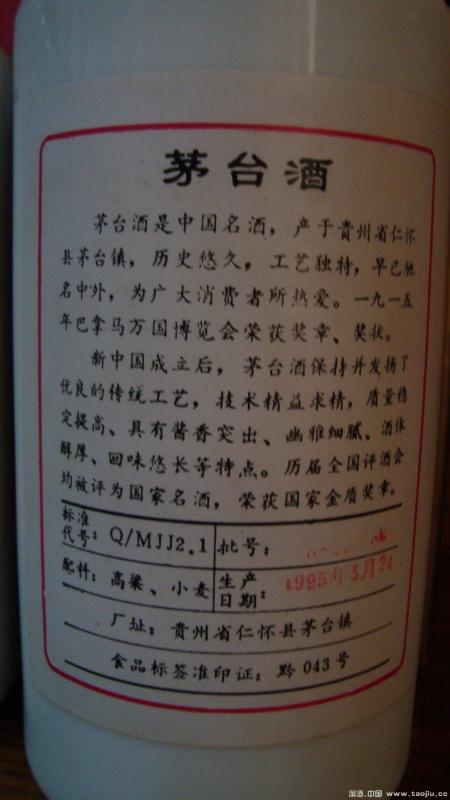 茅台酒
茅台酒是中国名酒，产于贵州省仁怀
县茅台镇，历史悠久，工艺独特，早已驰
名中外，为广大消费者所热爱。一九一五
年巴拿马万国博览会荣获奖章、奖状。
新中国成立后，茅台酒保持并发扬了
优良的传统工艺，技术精益求精，质量稳
定提高、具有酱香突出、幽雅细腻、酒体
醇厚、回味悠长等特点。历届全国评酒会
均被评为国家名酒，荣获国家金质奖章。
标准代号：Q/MJJ2.1 批号：
配料：高粱、小麦 生产日期：1995年3月2
厂址：贵州省仁怀县茅台镇
食品标签准印证：黔043号
淘酒.中国 www.taojiu.cc